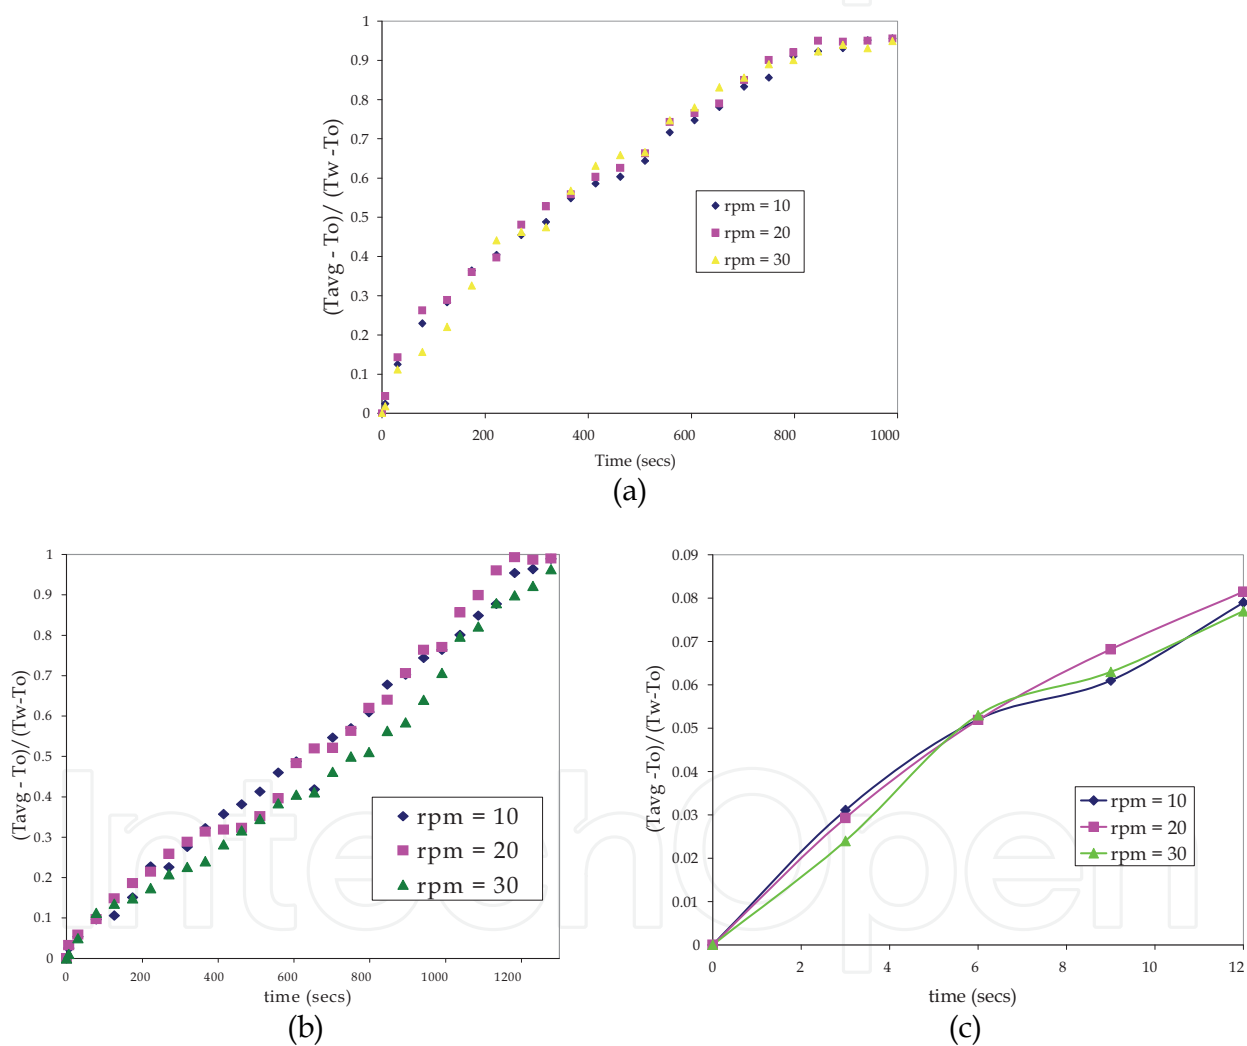 1
0.9
0.8
0.7
0.6
0.5
0.4
0.3
0.2
0.1
0
(Tavg - To)/ (Tw -To)
rpm = 10
rpm = 20
rpm = 30
0 200 400 600 800 1000
Time (secs)
(a)
1
0.9
0.8
0.7
0.6
0.5
0.4
0.3
0.2
0.1
0
(Tavg - To)/(Tw-To)
rpm = 10
rpm = 20
rpm = 30
0 200 400 600 800 1000 1200
time (secs)
(b)
0.09
0.08
0.07
0.06
0.05
0.04
0.03
0.02
0.01
0
(Tavg -To)/(Tw-To)
rpm = 10
rpm = 20
rpm = 30
0 2 4 6 8 10 12
time (secs)
(c)
IntechOpen